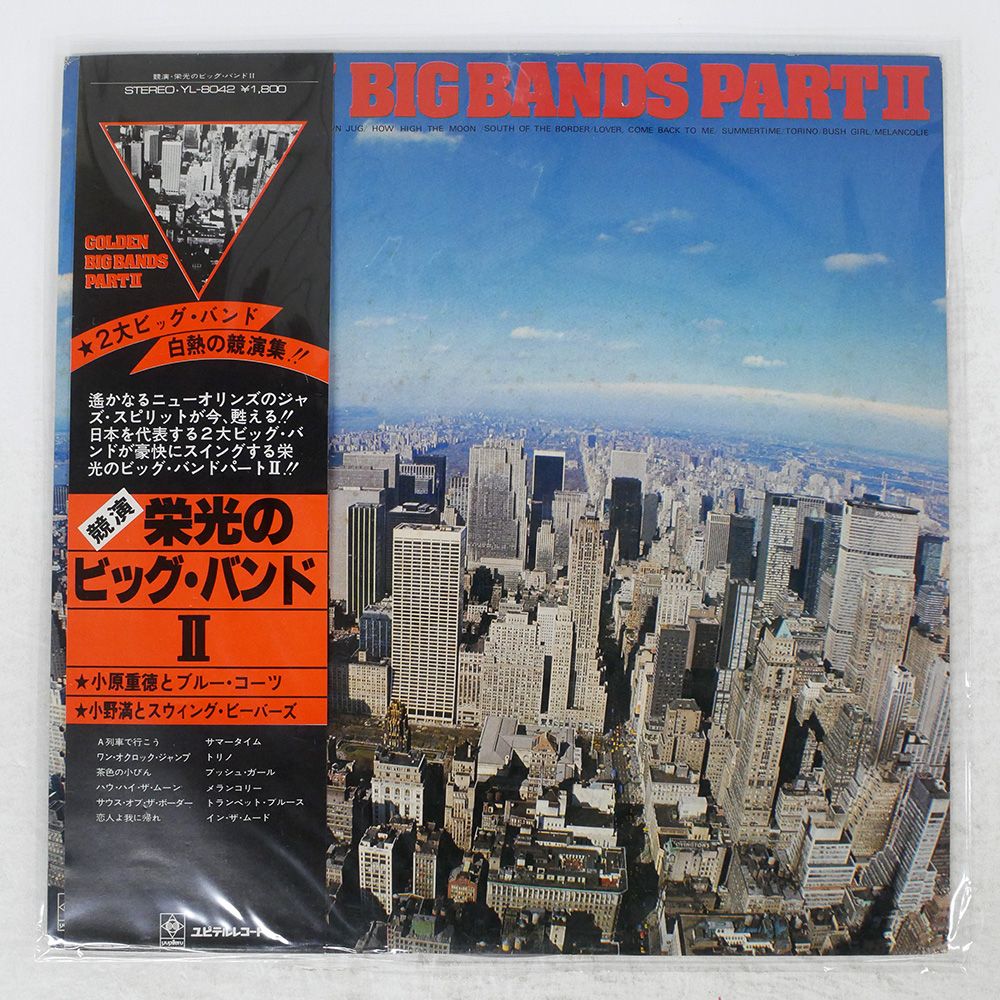 競演・栄光のビッグ・バンドII
STEREO・YL-8042 ¥1,800
GOLDEN
BIG BANDS
PART II
★2大ビッグ・バンド
白熱の競演集!!
遙かなるニューオリンズのジャ
ズ・スピリットが今、甦える!!
日本を代表する2大ビッグ・バ
ンドが豪快にスイングする栄
光のビッグ・バンドパートII.!!
競演
栄光の
ビッグ・バンド
II
★小原重徳とブルー・コーツ
★小野満とスウィング・ビーバーズ
A列車で行こう
ワン・オクロック・ジャンプ
茶色の小びん
ハウ・ハイ・ザ・ムーン
サウス・オブ・ザ・ボーダー
恋人よ我に帰れ
サマータイム
トリノ
ブッシュ・ガール
メランコリー
トランペット・ブルース
イン・ザ・ムード
yupiteru
ユピテルレコード
BIG BANDS PART II
JUG/HOW HIGH THE MOON/SOUTH OF THE BORDER/LOVER, COME BACK TO ME/SUMMERTIME/TORINO/BUSH GIRL/MELANCOLIE